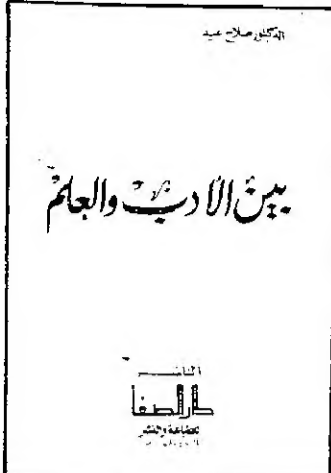 الدكتور صلاح عيد
بين الأدب والعلم
الناشر
دار الصفا
للطباعة والنشر